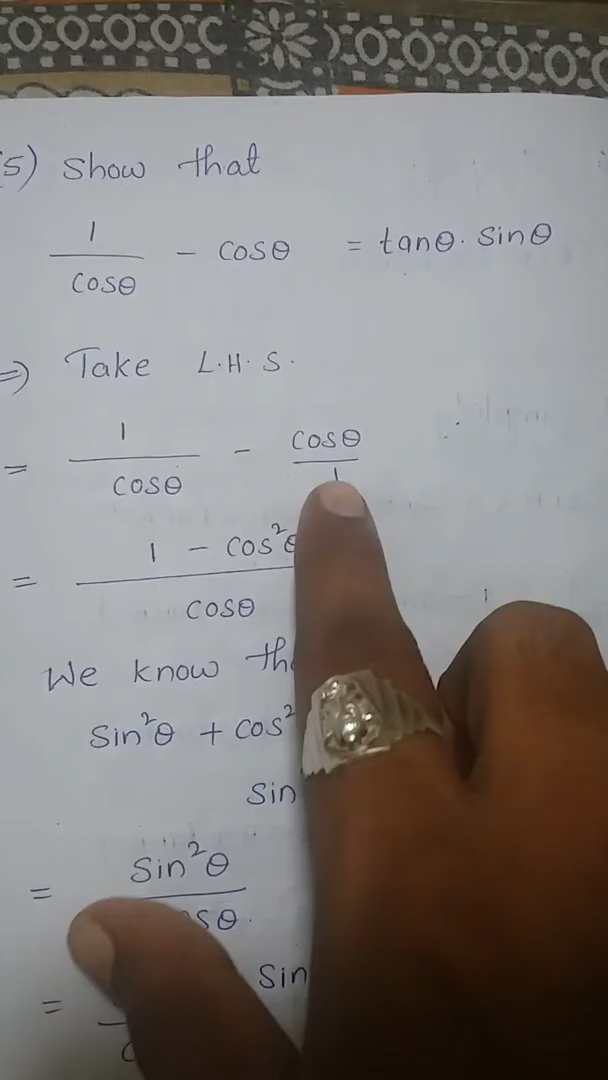 5) Show that
1/cosθ - cosθ = tanθ. sinθ
=> Take L.H.S.
= 1/cosθ - cosθ/1
= 1 - cos²θ/cosθ
We know
sin²θ + cos²
sin
= sin²θ/cosθ.
= sin